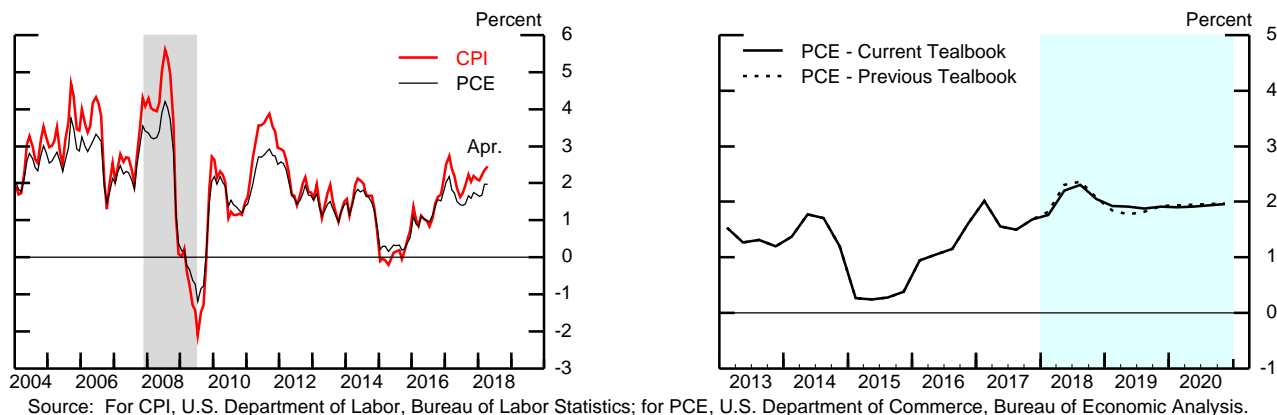 Percent
CPI
PCE
Apr.
6
5
4
3
2
1
0
-1
-2
-3
2004 2006 2008 2010 2012 2014 2016 2018
Percent
PCE - Current Tealbook
PCE - Previous Tealbook
5
4
3
2
1
0
-1
2013 2014 2015 2016 2017 2018 2019 2020
Source: For CPI, U.S. Department of Labor, Bureau of Labor Statistics; for PCE, U.S. Department of Commerce, Bureau of Economic Analysis.